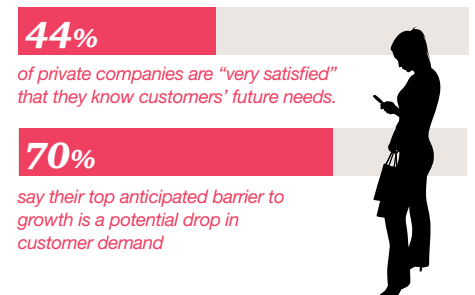 44%
of private companies are “very satisfied”
that they know customers’ future needs.
70%
say their top anticipated barrier to
growth is a potential drop in
customer demand